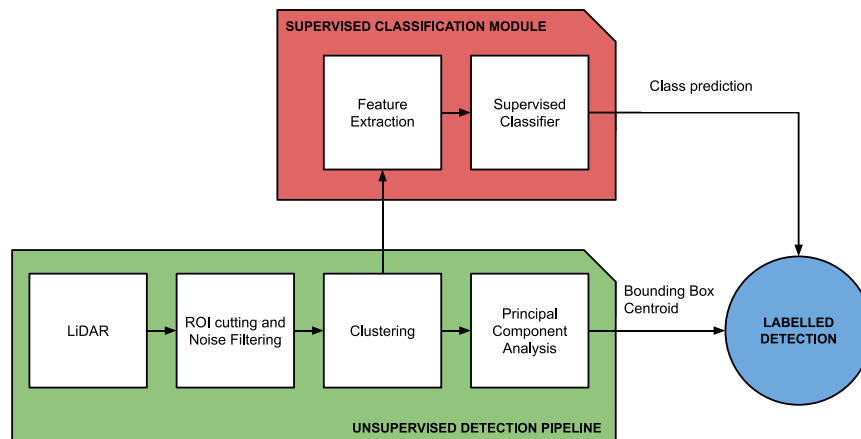 SUPERVISED CLASSIFICATION MODULE
Feature
Extraction
Supervised
Classifier
Class prediction
LiDAR
ROI cutting and
Noise Filtering
Clustering
Principal
Component
Analysis
Bounding Box
Centroid
LABELLED
DETECTION
UNSUPERVISED DETECTION PIPELINE